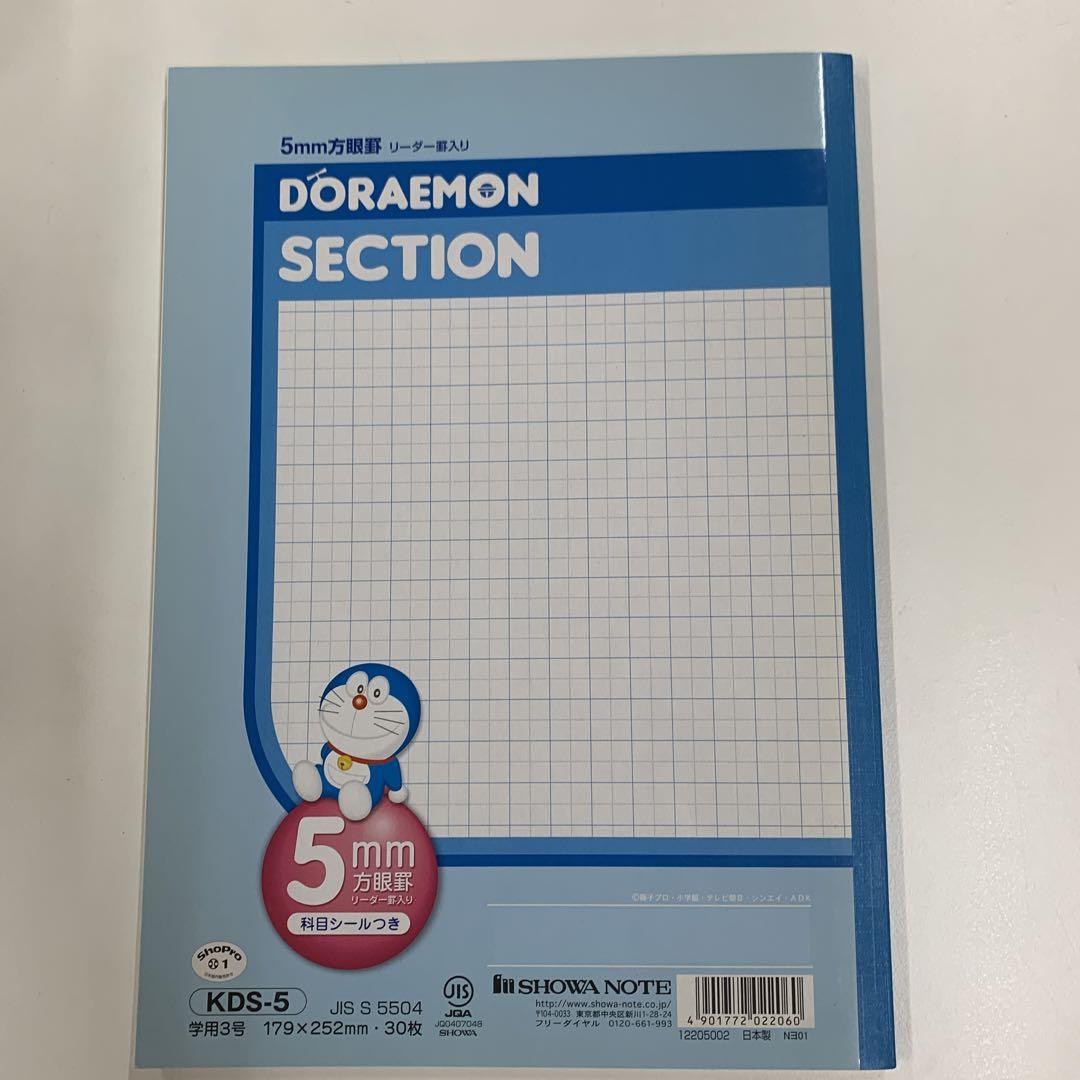 5mm方眼罫 リーダー罫入り
DORAEMON
SECTION
5mm
方眼罫
リーダー罫入り
科目シールつき
©藤子プロ・小学館・テレビ朝日・シンエイ・ADK
ShoPro
1
KDS-5
JIS S 5504
学用3号 179×252mm・30枚
JIS
JQA
JQ0407048
SHOWA
SHOWA NOTE
http://www.showa-note.co.jp/
〒104-0033 東京都中央区新川1-28-24
フリーダイヤル 0120-661-993
4 901772 022060
12205002 日本製 Nヨ01